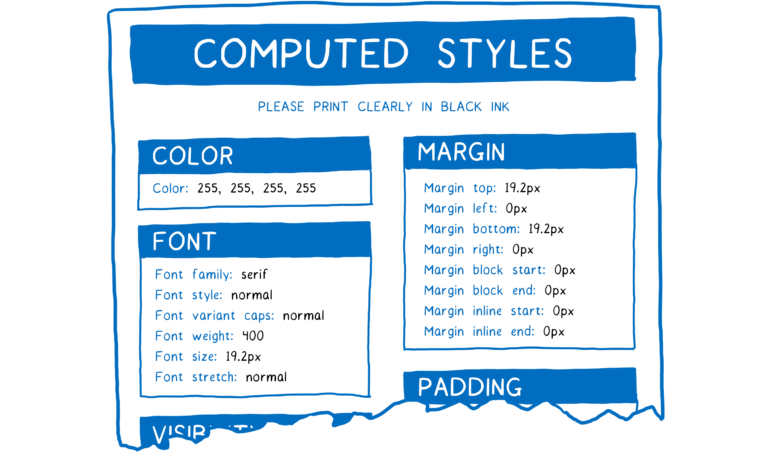 COMPUTED STYLES
PLEASE PRINT CLEARLY IN BLACK INK
COLOR
Color: 255, 255, 255, 255
FONT
Font family: serif
Font style: normal
Font variant caps: normal
Font weight: 400
Font size: 19.2px
Font stretch: normal
MARGIN
Margin top: 19.2px
Margin left: 0px
Margin bottom: 19.2px
Margin right: 0px
Margin block start: 0px
Margin block end: 0px
Margin inline start: 0px
Margin inline end: 0px
PADDING